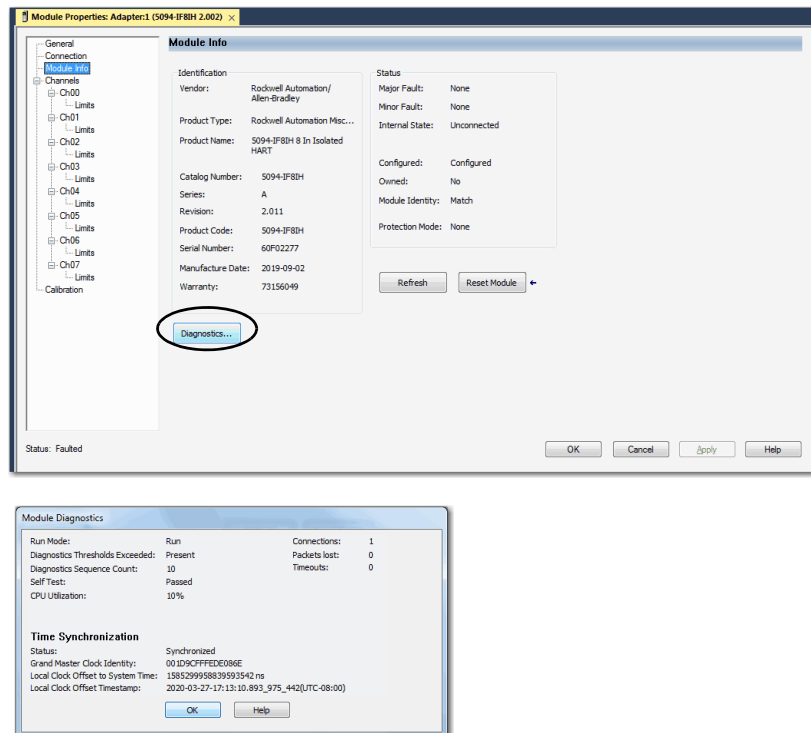 Module Properties: Adapter:1 (5094-IF8IH 2.002) ×
General
Connection
Module Info
Channels
Ch00
Limits
Ch01
Limits
Ch02
Limits
Ch03
Limits
Ch04
Limits
Ch05
Limits
Ch06
Limits
Ch07
Limits
Calibration
Module Info
Identification
Vendor: Rockwell Automation/
Allen-Bradley
Product Type: Rockwell Automation Misc...
Product Name: 5094-IF8IH 8 In Isolated
HART
Catalog Number: 5094-IF8IH
Series: A
Revision: 2.011
Product Code: 5094-IF8IH
Serial Number: 60F02277
Manufacture Date: 2019-09-02
Warranty: 73156049
Diagnostics...
Status
Major Fault: None
Minor Fault: None
Internal State: Unconnected
Configured: Configured
Owned: No
Module Identity: Match
Protection Mode: None
Refresh
Reset Module
Status: Faulted
OK
Cancel
Apply
Help
Module Diagnostics
Run Mode: Run
Diagnostics Thresholds Exceeded: Present
Diagnostics Sequence Count: 10
Self Test: Passed
CPU Utilization: 10%
Connections: 1
Packets lost: 0
Timeouts: 0
Time Synchronization
Status: Synchronized
Grand Master Clock Identity: 001D9CFFFEDE086E
Local Clock Offset to System Time: 1585299958839593542 ns
Local Clock Offset Timestamp: 2020-03-27-17:13:10.893_975_442(UTC-08:00)
OK
Help